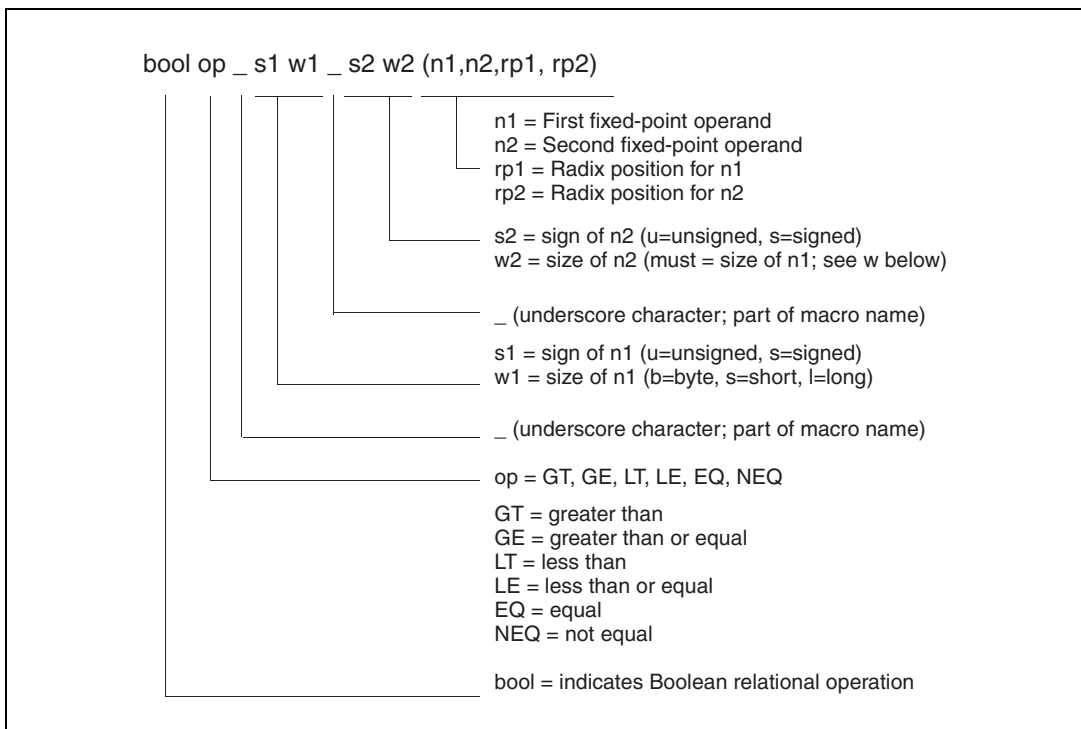 bool op _ s1 w1 _ s2 w2 (n1,n2,rp1, rp2)
n1 = First fixed-point operand
n2 = Second fixed-point operand
rp1 = Radix position for n1
rp2 = Radix position for n2
s2 = sign of n2 (u=unsigned, s=signed)
w2 = size of n2 (must = size of n1; see w below)
_ (underscore character; part of macro name)
s1 = sign of n1 (u=unsigned, s=signed)
w1 = size of n1 (b=byte, s=short, l=long)
_ (underscore character; part of macro name)
op = GT, GE, LT, LE, EQ, NEQ
GT = greater than
GE = greater than or equal
LT = less than
LE = less than or equal
EQ = equal
NEQ = not equal
bool = indicates Boolean relational operation